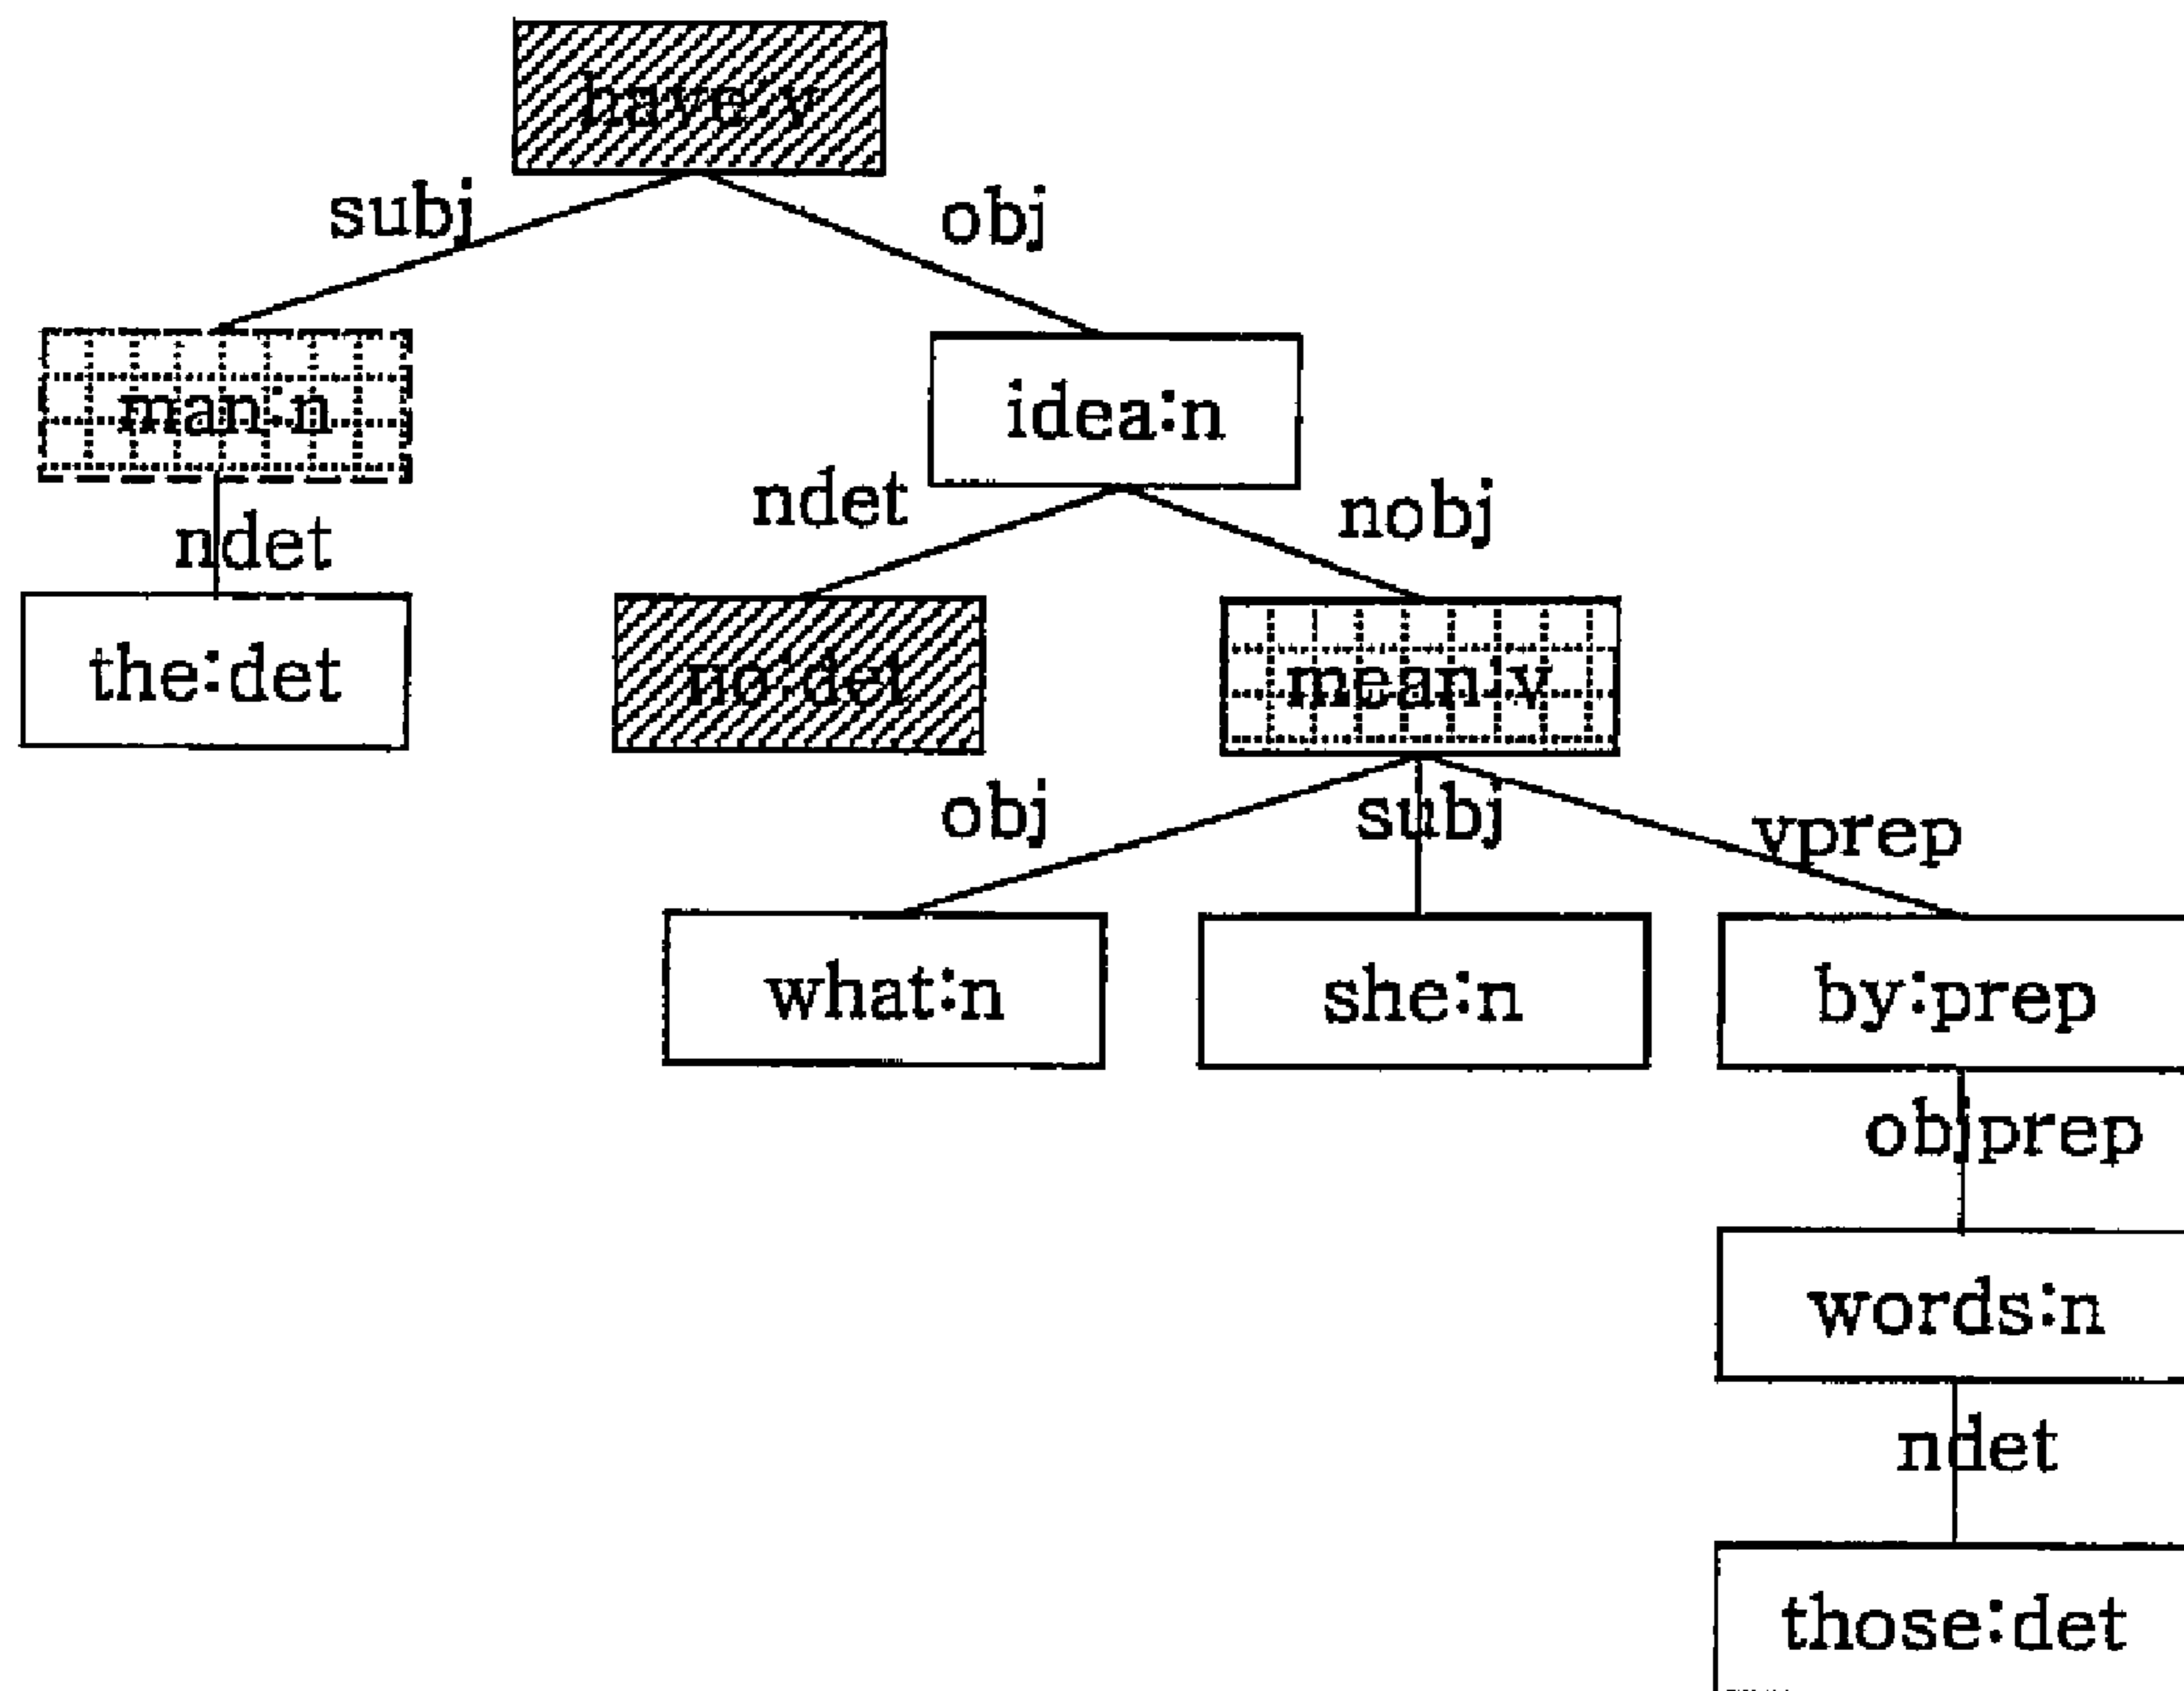 have:v
subj
obj
man:n
idea:n
ndet
ndet
nobj
the:det
no:det
mean:v
obj
subj
vprep
what:n
she:n
by:prep
objprep
words:n
ndet
those:det